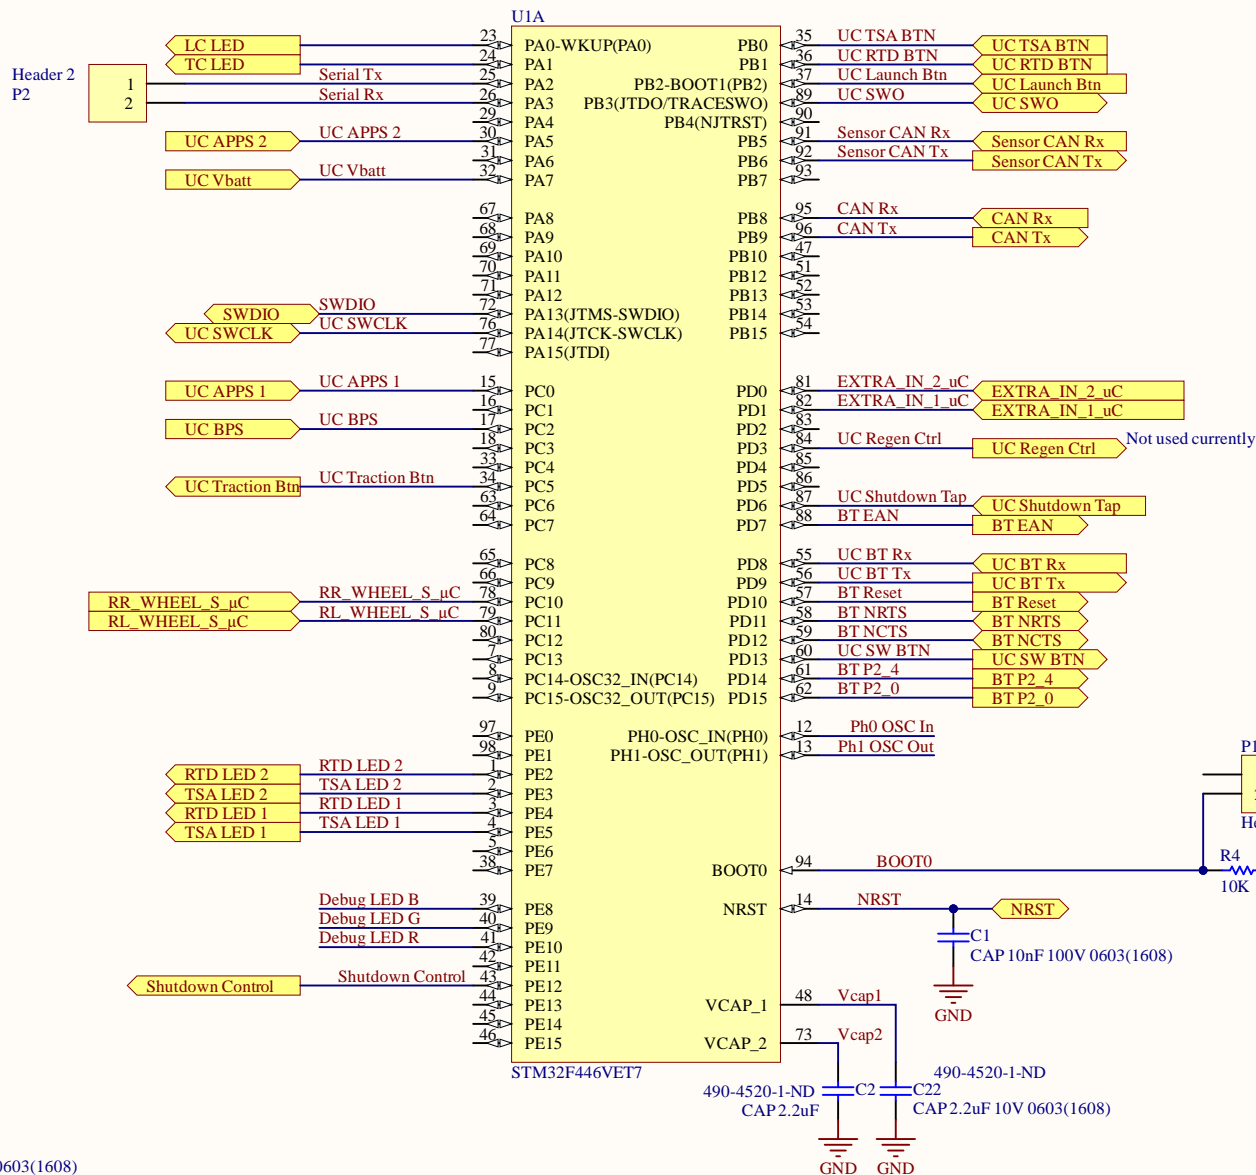 U1A
LC LED 23 PA0-WKUP(PA0) PB0 35 UC TSA BTN UC TSA BTN
TC LED 24 PA1 PB1 36 UC RTD BTN UC RTD BTN
Header 2
P2
1 Serial Tx 25 PA2 PB2-BOOT1(PB2) 37 UC Launch Btn UC Launch Btn
2 Serial Rx 26 PA3 PB3(JTDO/TRACESWO) 89 UC SWO UC SWO
29 PA4 PB4(NJTRST) 90
UC APPS 2 UC APPS 2 30 PA5 PB5 91 Sensor CAN Rx Sensor CAN Rx
31 PA6 PB6 92 Sensor CAN Tx Sensor CAN Tx
UC Vbatt UC Vbatt 32 PA7 PB7 93
67 PA8 PB8 95 CAN Rx CAN Rx
68 PA9 PB9 96 CAN Tx CAN Tx
69 PA10 PB10 47
70 PA11 PB12 51
71 PA12 PB13 52
SWDIO SWDIO 72 PA13(JTMS-SWDIO) PB14 53
UC SWCLK UC SWCLK 76 PA14(JTCK-SWCLK) PB15 54
77 PA15(JTDI)
UC APPS 1 UC APPS 1 15 PC0 PD0 81 EXTRA_IN_2_uC EXTRA_IN_2_uC
16 PC1 PD1 82 EXTRA_IN_1_uC EXTRA_IN_1_uC
UC BPS UC BPS 17 PC2 PD2 83
18 PC3 PD3 84 UC Regen Ctrl UC Regen Ctrl Not used currently
33 PC4 PD4 85
UC Traction Btn UC Traction Btn 34 PC5 PD5 86
63 PC6 PD6 87 UC Shutdown Tap UC Shutdown Tap
64 PC7 PD7 88 BT EAN BT EAN
65 PC8 PD8 55 UC BT Rx UC BT Rx
66 PC9 PD9 56 UC BT Tx UC BT Tx
RR_WHEEL_S_µC RR_WHEEL_S_µC 78 PC10 PD10 57 BT Reset BT Reset
RL_WHEEL_S_µC RL_WHEEL_S_µC 79 PC11 PD11 58 BT NRTS BT NRTS
80 PC12 PD12 59 BT NCTS BT NCTS
7 PC13 PD13 60 UC SW BTN UC SW BTN
8 PC14-OSC32_IN(PC14) PD14 61 BT P2_4 BT P2_4
9 PC15-OSC32_OUT(PC15) PD15 62 BT P2_0 BT P2_0
97 PE0 PH0-OSC_IN(PH0) 12 Ph0 OSC In
98 PE1 PH1-OSC_OUT(PH1) 13 Ph1 OSC Out
P1
RTD LED 2 RTD LED 2 1 PE2
TSA LED 2 TSA LED 2 2 PE3
RTD LED 1 RTD LED 1 3 PE4
TSA LED 1 TSA LED 1 4 PE5
5 PE6
38 PE7 BOOT0 94 BOOT0
R4
10K
Debug LED B 39 PE8 NRST 14 NRST NRST
Debug LED G 40 PE9
Debug LED R 41 PE10
C1
CAP 10nF 100V 0603(1608)
42 PE11
Shutdown Control Shutdown Control 43 PE12
44 PE13 VCAP_1 48 Vcap1
GND
45 PE14
46 PE15 VCAP_2 73 Vcap2
STM32F446VET7
490-4520-1-ND C2
CAP 2.2uF
490-4520-1-ND
C22
CAP 2.2uF 10V 0603(1608)
GND GND
0603(1608)